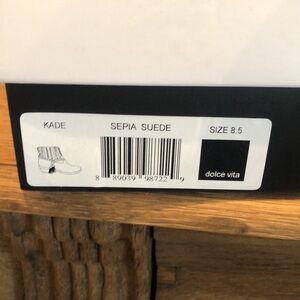 KADE
SEPIA SUEDE
SIZE 8.5
8 89039 98722 9
dolce vita